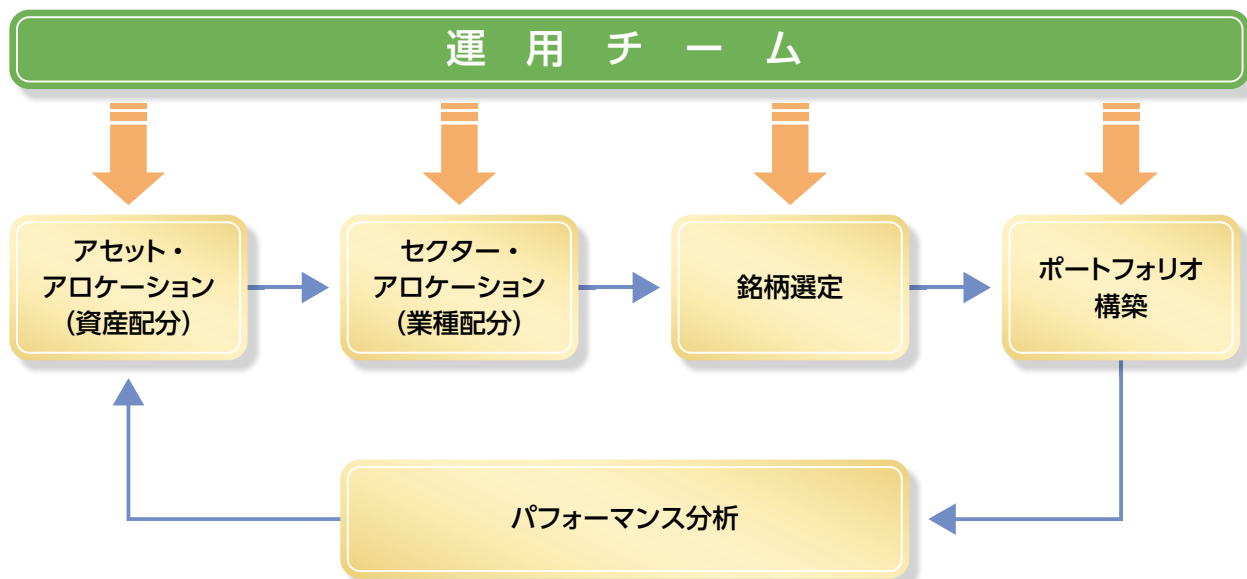 運用チーム
アセット・
アロケーション
（資産配分）
セクター・
アロケーション
（業種配分）
銘柄選定
ポートフォリオ
構築
パフォーマンス分析